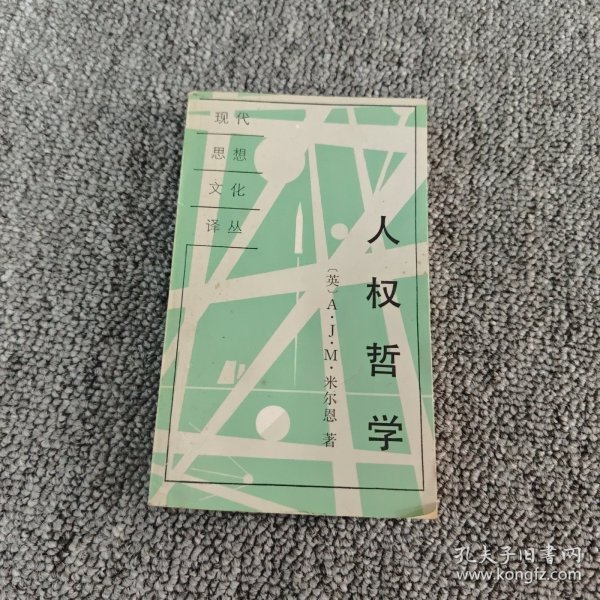 现代
思想
文化
译丛
人权哲学
〔英〕A·J·M·米尔恩 著
孔夫子旧书网
www.kongfz.com